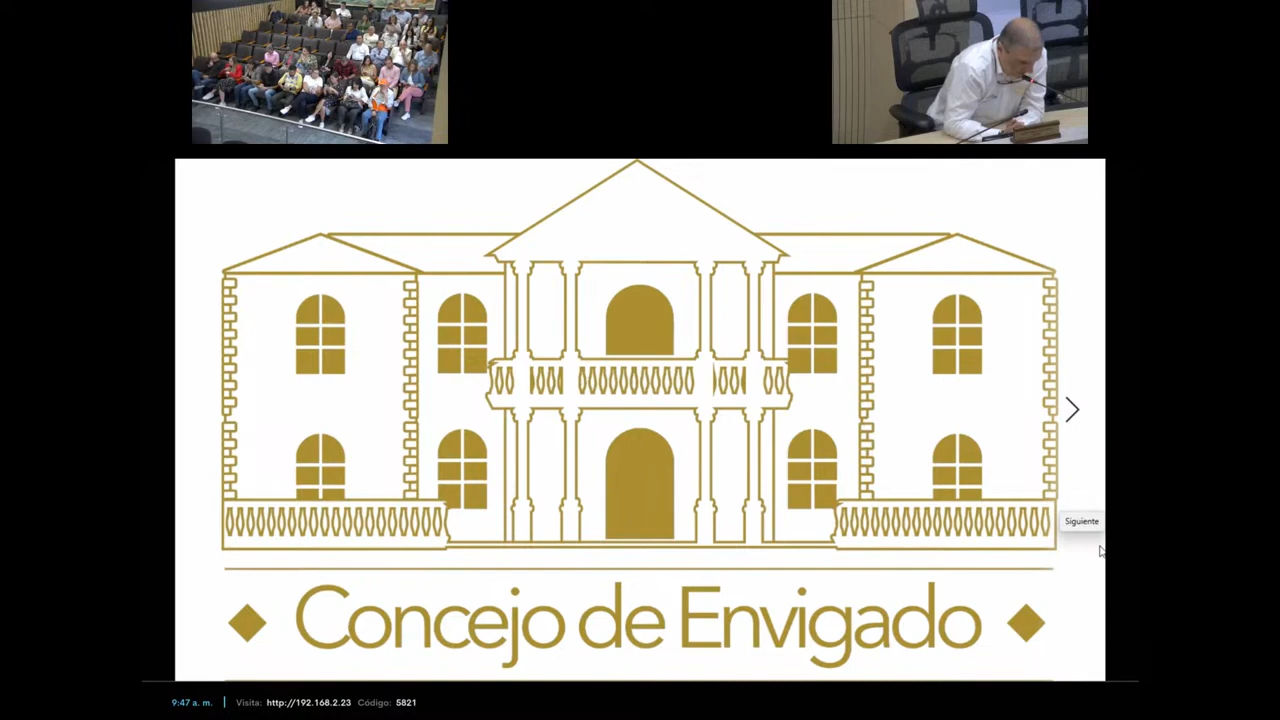 Siguiente
Concejo de Envigado
9:47 a. m. Visita: http://192.168.2.23 Código: 5821